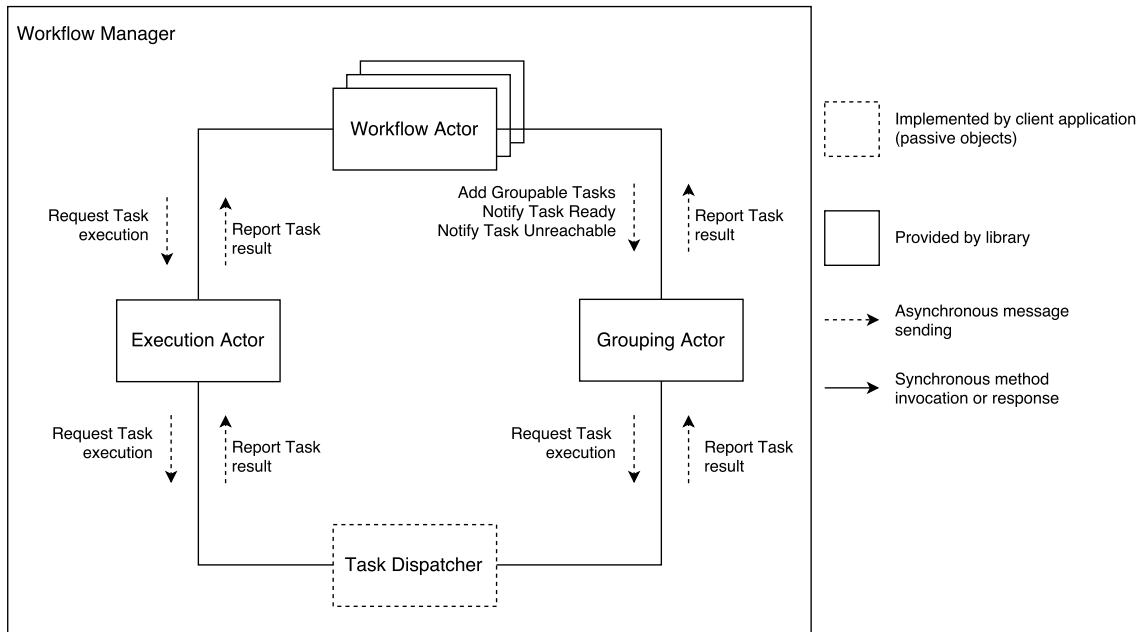 Workflow Manager
Workflow Actor
Request Task
execution
Report Task
result
Add Groupable Tasks
Notify Task Ready
Notify Task Unreachable
Report Task
result
Execution Actor
Grouping Actor
Request Task
execution
Report Task
result
Request Task
execution
Report Task
result
Task Dispatcher
Implemented by client application
(passive objects)
Provided by library
Asynchronous message
sending
Synchronous method
invocation or response